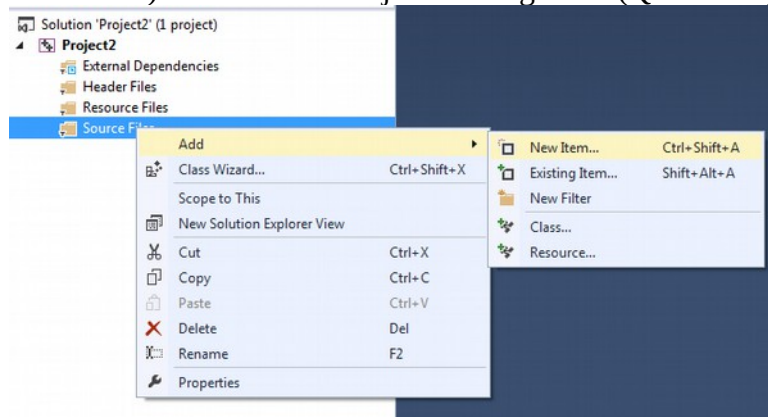 Solution 'Project2' (1 project)
Project2
External Dependencies
Header Files
Resource Files
Source Files
Add
Class Wizard... Ctrl+Shift+X
Scope to This
New Solution Explorer View
Cut Ctrl+X
Copy Ctrl+C
Paste Ctrl+V
Delete Del
Rename F2
Properties
New Item... Ctrl+Shift+A
Existing Item... Shift+Alt+A
New Filter
Class...
Resource...